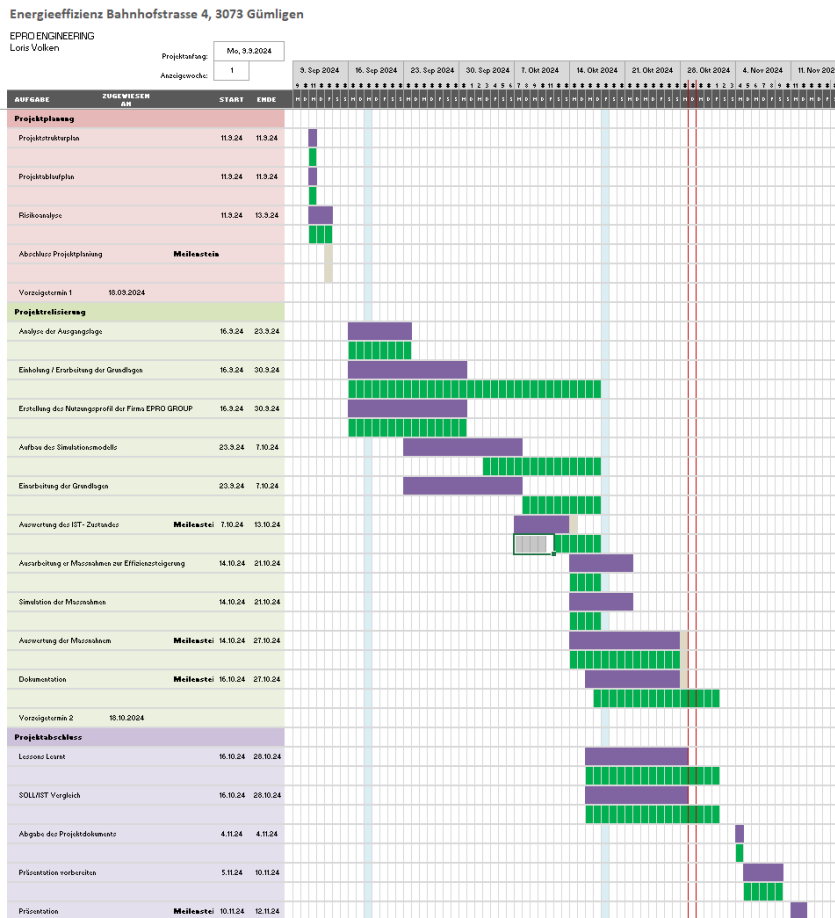 Energieeffizienz Bahnhofstrasse 4, 3073 Gümligen
EPRO ENGINEERING
Loris Volken
Projektanfang: Mo, 9.9.2024
Anzeigewoche: 1
9. Sep 2024 16. Sep 2024 23. Sep 2024 30. Sep 2024 7. Okt 2024 14. Okt 2024 21. Okt 2024 28. Okt 2024 4. Nov 2024 11. Nov 202
AUFGABE ZUGEWIESEN AN START ENDE
Projektplanung
Projektstrukturplan 11.9.24 11.9.24
Projektablaufplan 11.9.24 11.9.24
Risikoanalyse 11.9.24 13.9.24
Abschluss Projektplaniung Meilenstein
Vorzeigetermin 1 18.09.2024
Projektrelisierung
Analyse der Ausgangslage 16.9.24 23.9.24
Einholung / Erarbeitung der Grundlagen 16.9.24 30.9.24
Erstellung des Nutzungsprofil der Firma EPRO GROUP 16.9.24 30.9.24
Aufbau des Simulationsmodells 23.9.24 7.10.24
Einarbeitung der Grundlagen 23.9.24 7.10.24
Auswertung des IST- Zustandes Meilenstei 7.10.24 13.10.24
Ausarbeitung er Massnahmen zur Effizienzsteigerung 14.10.24 21.10.24
Simulation der Massnahmen 14.10.24 21.10.24
Auswertung der Massnahmem Meilenstei 14.10.24 27.10.24
Dokumentation Meilenstei 16.10.24 27.10.24
Vorzeigetermin 2 18.10.2024
Projektabschluss
Lessons Learnt 16.10.24 28.10.24
SOLL/IST Vergleich 16.10.24 28.10.24
Abgabe des Projektdokuments 4.11.24 4.11.24
Präsentation vorbereiten 5.11.24 10.11.24
Präsentation Meilenstei 10.11.24 12.11.24